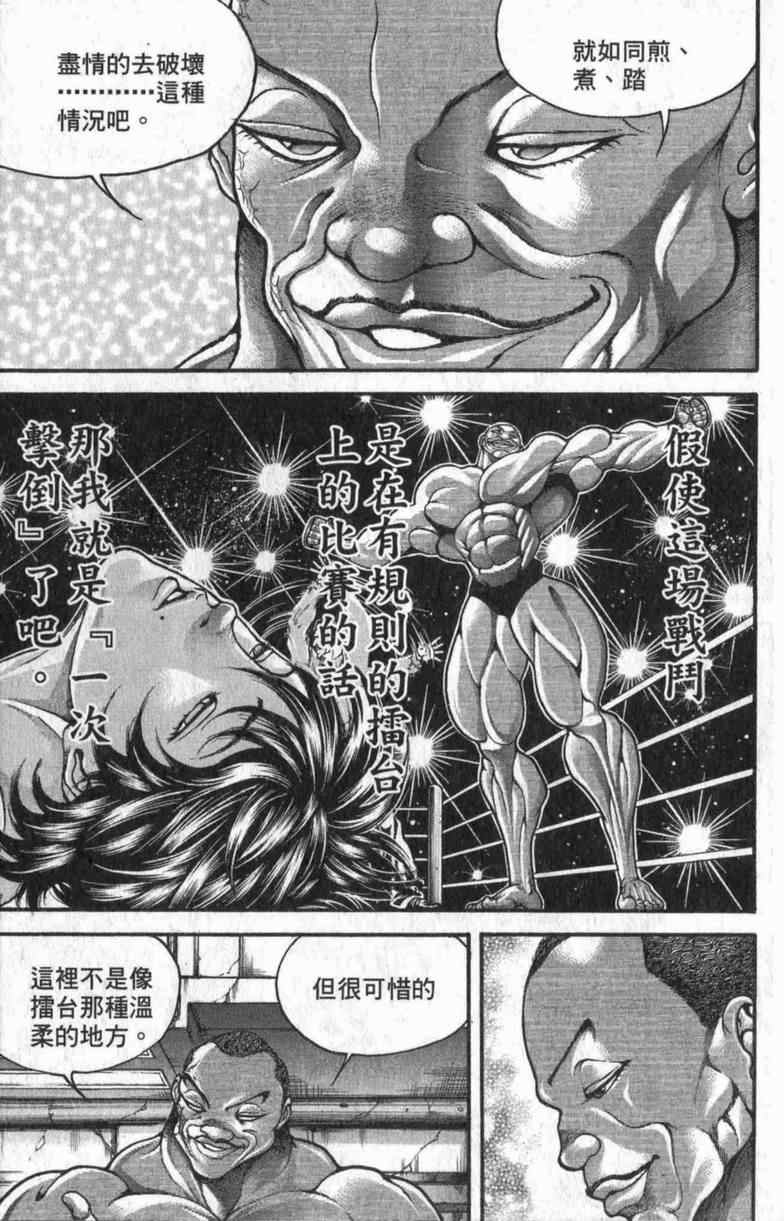 就如同煎、
煮、踏
盡情的去破壞
…………這種
情況吧。
假使這場戰鬥
是在有規則的擂台
上的比賽的話
那我就是『一次
擊倒』了吧。
但很可惜的
這裡不是像
擂台那種溫
柔的地方。